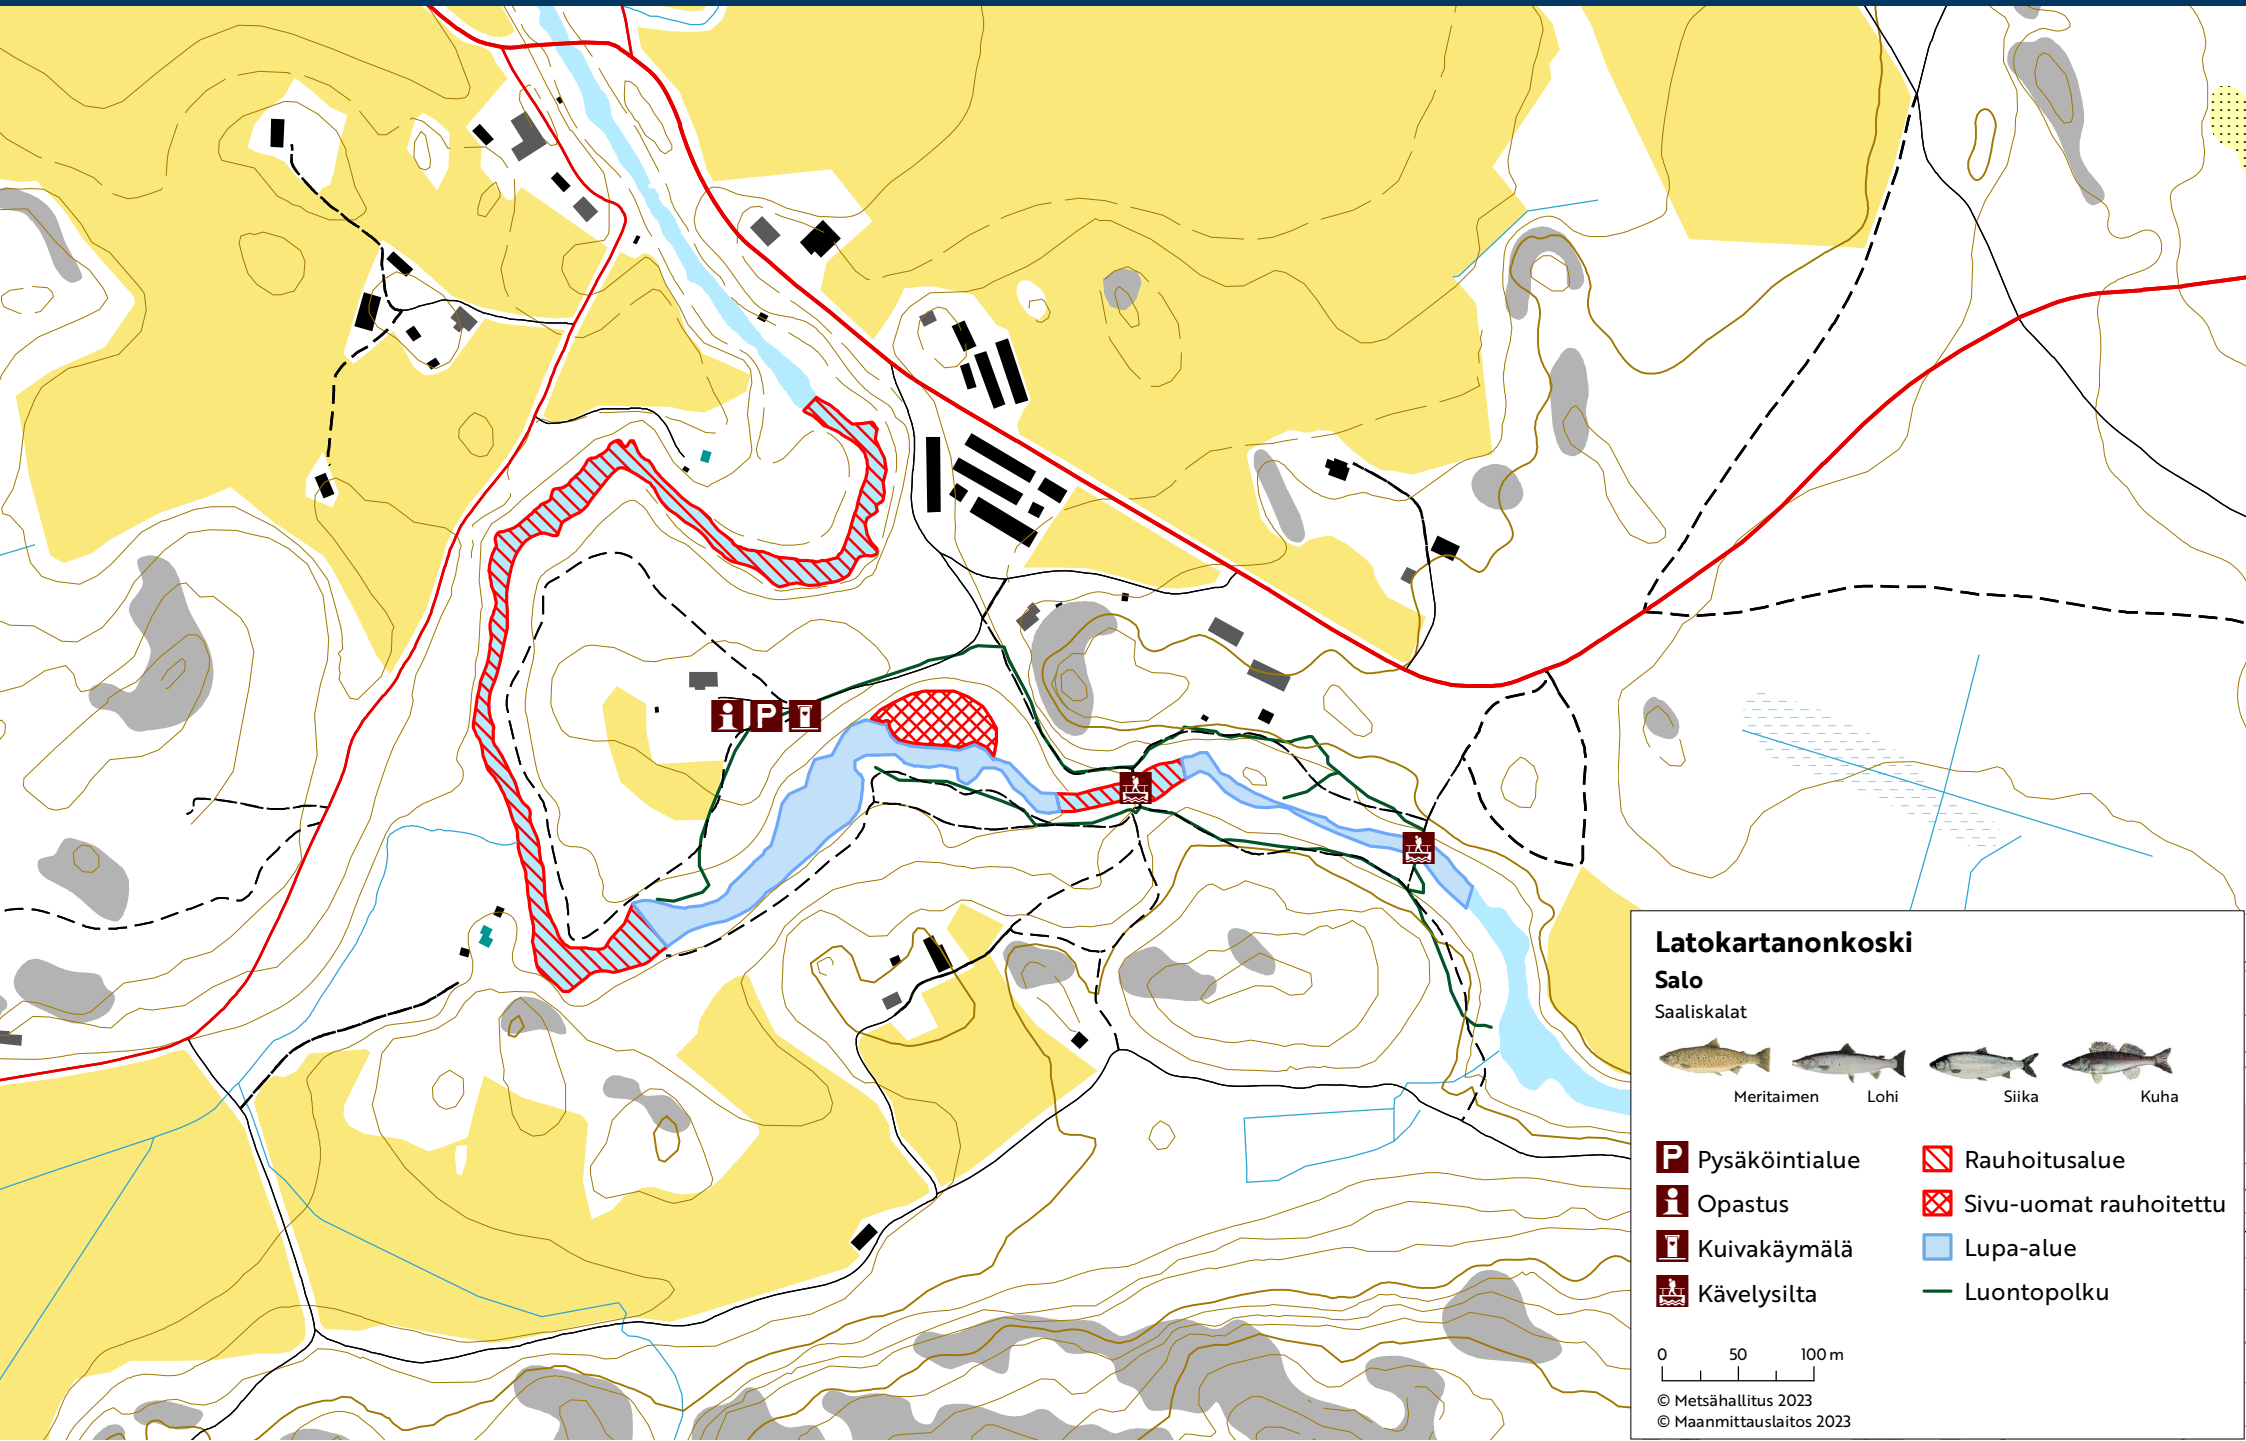 P
Latokartanonkoski
Salo
Saaliskalat
Meritaimen Lohi Siika Kuha
P Pysäköintialue
Opastus
Kuivakäymälä
Kävelysilta
Rauhoitusalue
Sivu-uomat rauhoitettu
Lupa-alue
Luontopolku
0 50 100 m
© Metsähallitus 2023
© Maanmittauslaitos 2023